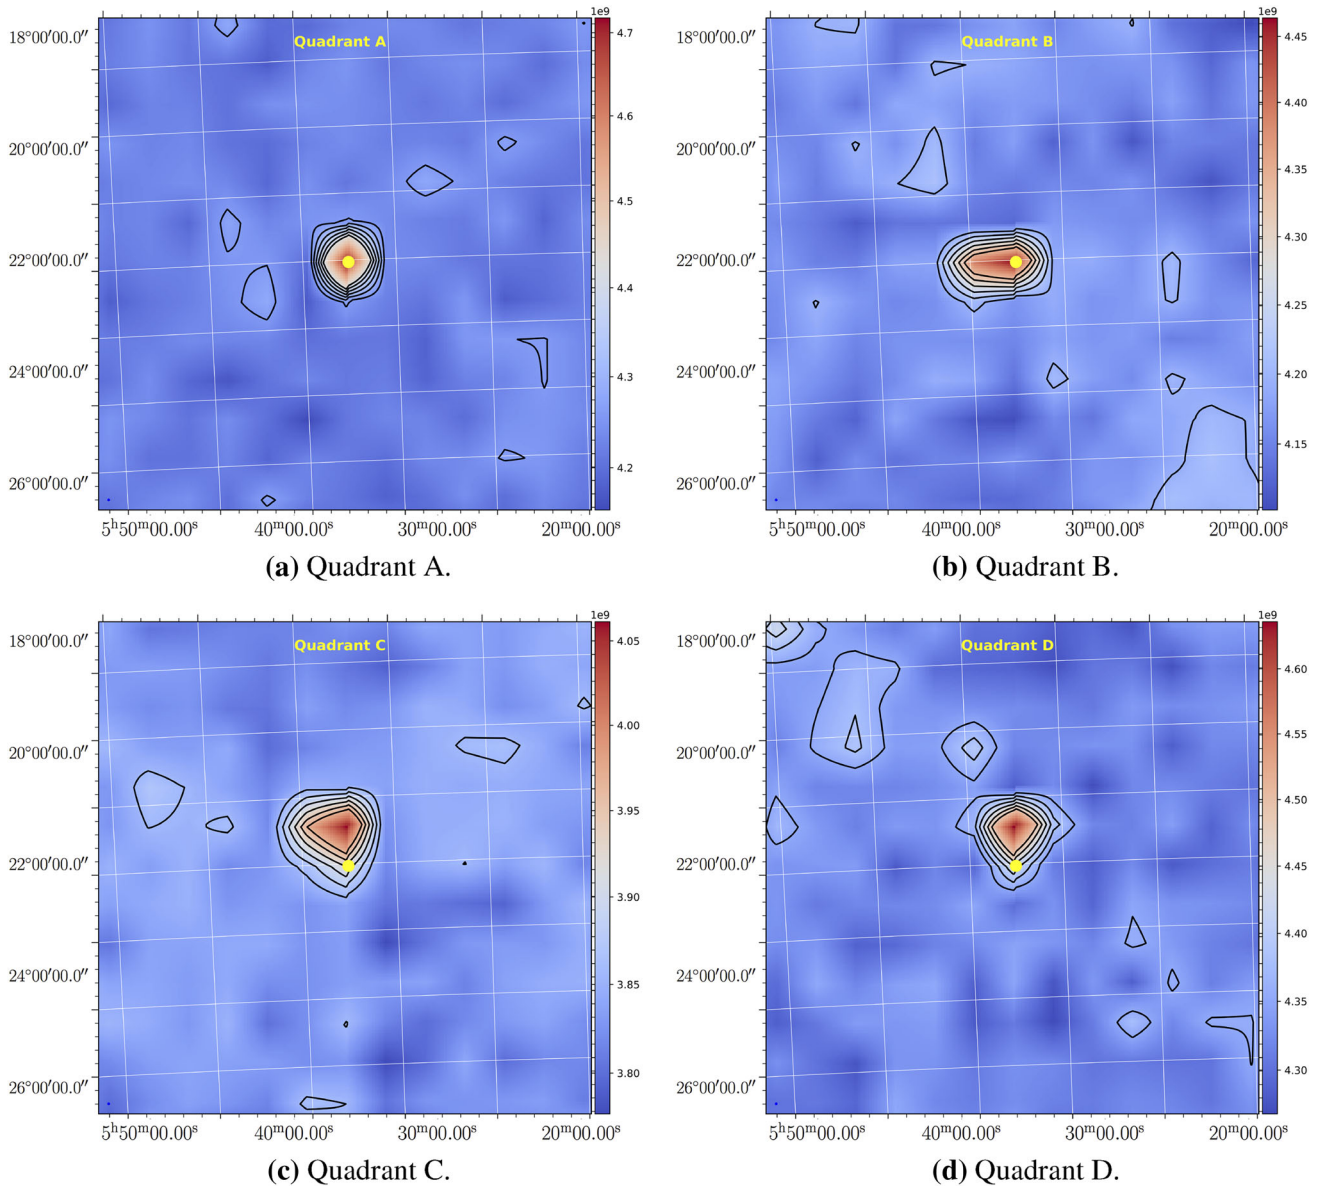 1e9
1e9
Quadrant A
Quadrant B
18°00′00.0″
20°00′00.0″
22°00′00.0″
24°00′00.0″
26°00′00.0″
4.7
4.6
4.5
4.4
4.3
4.2
18°00′00.0″
20°00′00.0″
22°00′00.0″
24°00′00.0″
26°00′00.0″
4.45
4.40
4.35
4.30
4.25
4.20
4.15
5ʰ50ᵐ00.00ˢ 40ᵐ00.00ˢ 30ᵐ00.00ˢ 20ᵐ00.00ˢ
5ʰ50ᵐ00.00ˢ 40ᵐ00.00ˢ 30ᵐ00.00ˢ 20ᵐ00.00ˢ
(a) Quadrant A.
(b) Quadrant B.
1e9
1e9
Quadrant C
Quadrant D
18°00′00.0″
20°00′00.0″
22°00′00.0″
24°00′00.0″
26°00′00.0″
4.05
4.00
3.95
3.90
3.85
3.80
18°00′00.0″
20°00′00.0″
22°00′00.0″
24°00′00.0″
26°00′00.0″
4.60
4.55
4.50
4.45
4.40
4.35
4.30
5ʰ50ᵐ00.00ˢ 40ᵐ00.00ˢ 30ᵐ00.00ˢ 20ᵐ00.00ˢ
5ʰ50ᵐ00.00ˢ 40ᵐ00.00ˢ 30ᵐ00.00ˢ 20ᵐ00.00ˢ
(c) Quadrant C.
(d) Quadrant D.